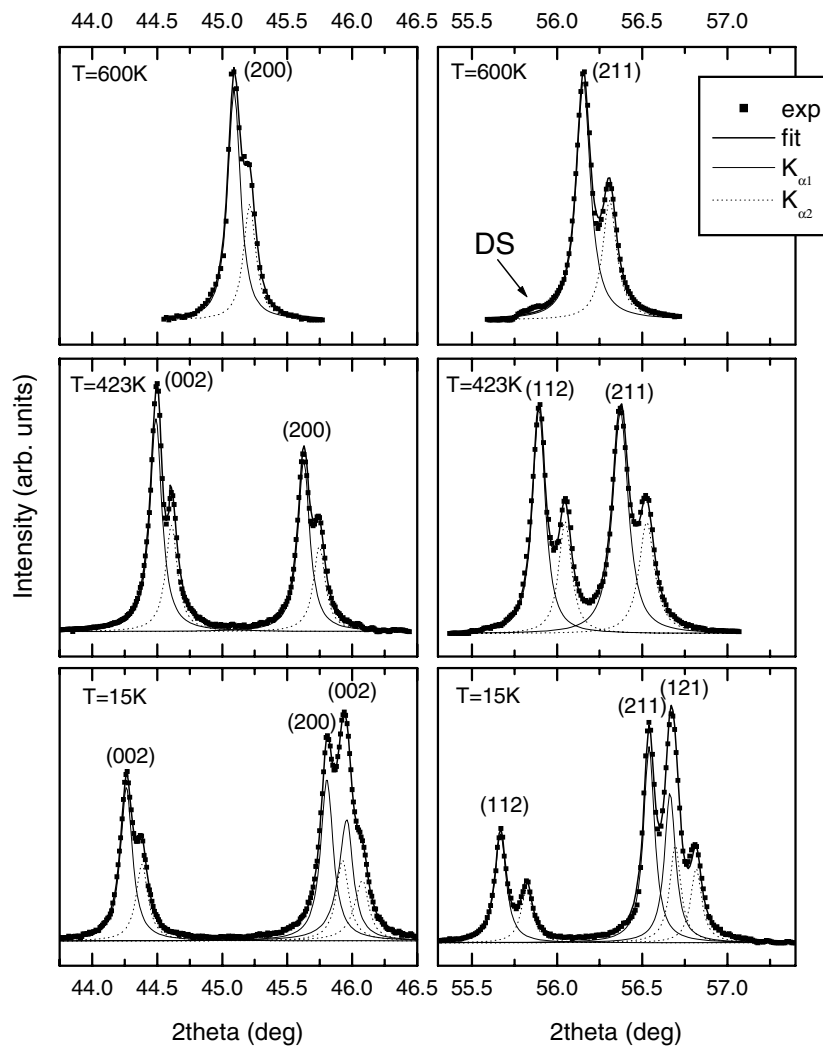 44.0 44.5 45.0 45.5 46.0
55.5 56.0 56.5 57.0
T=600K
(200)
T=600K
(211)
DS
exp
fit
Kα1
Kα2
T=423K
(002)
(200)
T=423K
(112)
(211)
Intensity (arb. units)
T=15K
(002)
(200)
(002)
T=15K
(112)
(211)
(121)
44.0 44.5 45.0 45.5 46.0 46.5
55.5 56.0 56.5 57.0
2theta (deg)
2theta (deg)